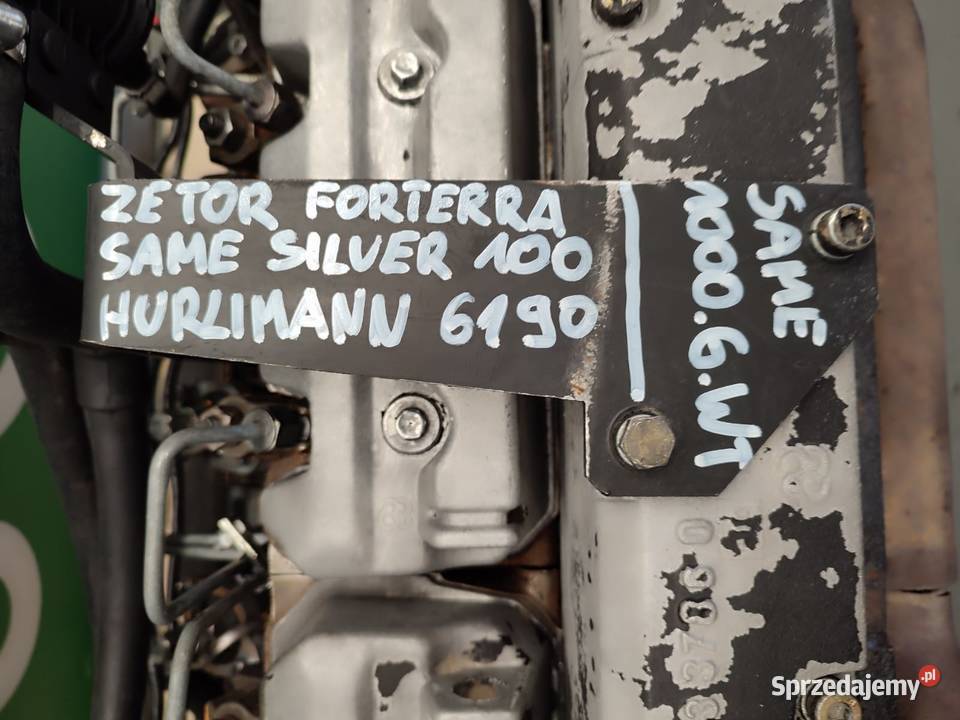 ZETOR FORTERRA
SAME SILVER 100
HURLIMANN 6190
SAME
1000.6.WT
Sprzedajemy.pl